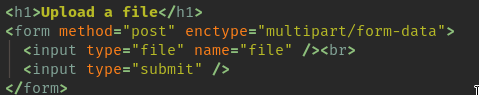 <h1>Upload a file</h1>
<form method="post" enctype="multipart/form-data">
<input type="file" name="file" /><br>
<input type="submit" />
</form>